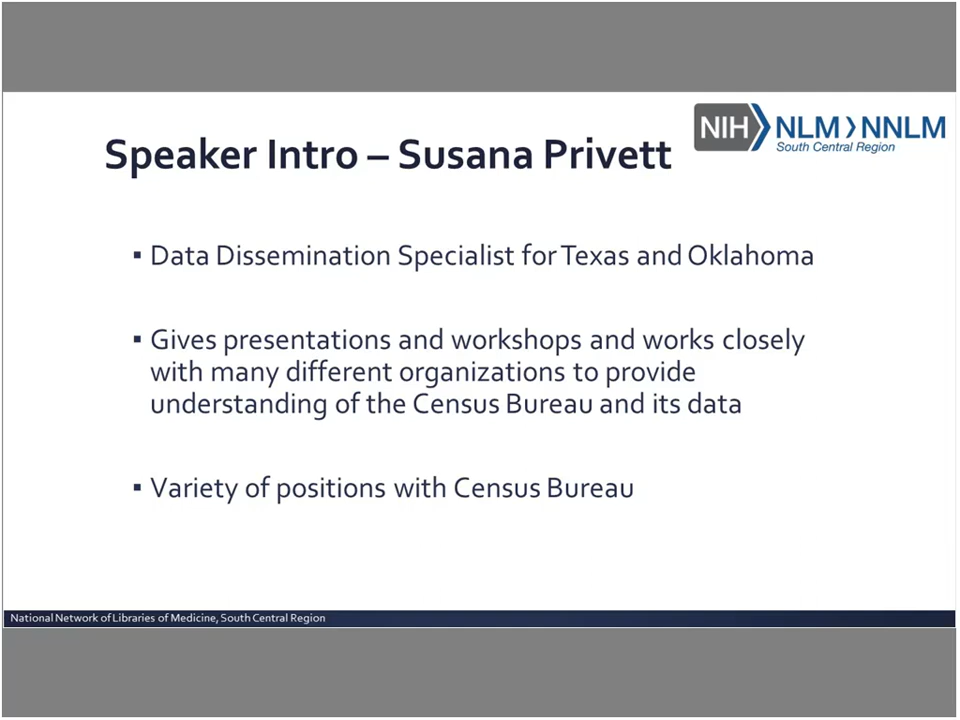 NIH NLM NNLM
South Central Region
Speaker Intro – Susana Privett
▪ Data Dissemination Specialist for Texas and Oklahoma
▪ Gives presentations and workshops and works closely
with many different organizations to provide
understanding of the Census Bureau and its data
▪ Variety of positions with Census Bureau
National Network of Libraries of Medicine, South Central Region